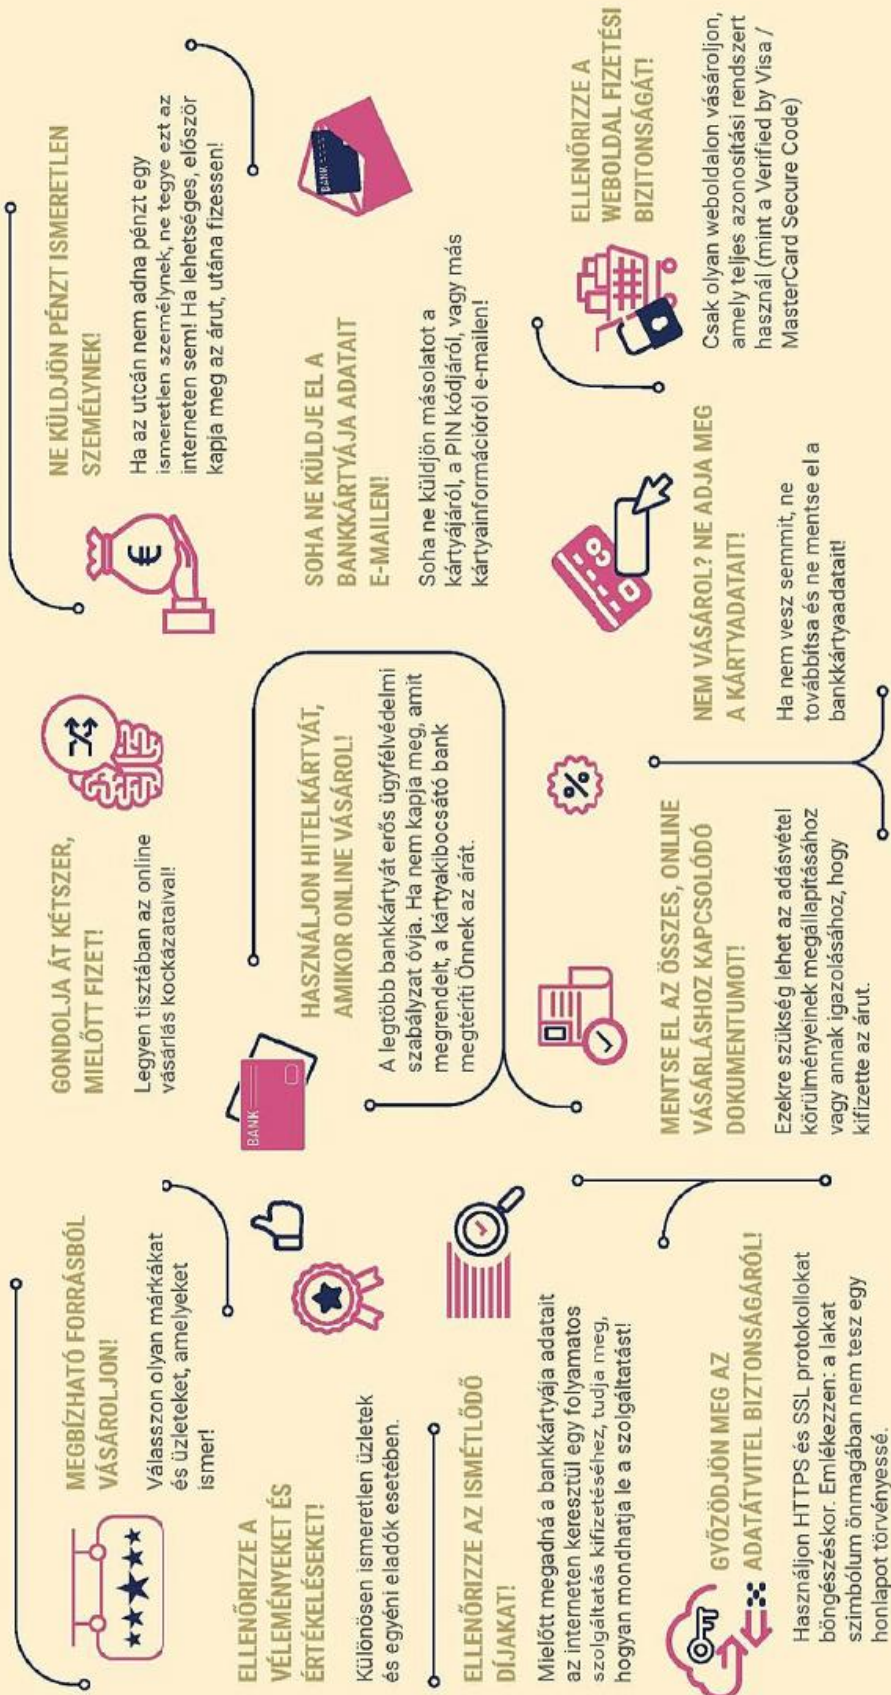 MEGBÍZHATÓ FORRÁSBÓL
VÁSÁROLJON!
Válasszon olyan márkákat
és üzleteket, amelyeket
ismer!
GONDOLJA ÁT KÉTSZER,
MIELŐTT FIZET!
Legyen tisztában az online
vásárlás kockázataival!
€
NE KÜLDJÖN PÉNZT ISMERETLEN
SZEMÉLYNEK!
Ha az utcán nem adna pénzt egy
ismeretlen személynek, ne tegye ezt az
interneten sem! Ha lehetséges, először
kapja meg az árut, utána fizessen!
ELLENŐRIZZE A
VÉLEMÉNYEKET ÉS
ÉRTÉKELÉSEKET!
Különösen ismeretlen üzletek
és egyéni eladók esetében.
BANK
HASZNÁLJON HITELKÁRTYÁT,
AMIKOR ONLINE VÁSÁROL!
A legtöbb bankkártyát erős ügyfélvédelmi
szabályzat óvja. Ha nem kapja meg, amit
megrendelt, a kártyakibocsátó bank
megtéríti Önnek az árát.
SOHA NE KÜLDJE EL A
BANKKÁRTYÁJA ADATAIT
E-MAILEN!
Soha ne küldjön másolatot a
kártyájáról, a PIN kódjáról, vagy más
kártyainformációról e-mailen!
BANK
ELLENŐRIZZE AZ ISMÉTLŐDŐ
DÍJAKAT!
Mielőtt megadná a bankkártyája adatait
az interneten keresztül egy folyamatos
szolgáltatás kifizetéséhez, tudja meg,
hogyan mondhatja le a szolgáltatást!
%
MENTSE EL AZ ÖSSZES, ONLINE
VÁSÁRLÁSHOZ KAPCSOLÓDÓ
DOKUMENTUMOT!
Ezekre szükség lehet az adásvétel
körülményeinek megállapításához
vagy annak igazolásához, hogy
kifizette az árut.
NEM VÁSÁROL? NE ADJA MEG
A KÁRTYADATAIT!
Ha nem vesz semmit, ne
továbbítsa és ne mentse el a
bankkártyaadatait!
ELLENŐRIZZE A
WEBOLDAL FIZETÉSI
BIZITONSÁGÁT!
Csak olyan weboldalon vásároljon,
amely teljes azonosítási rendszert
használ (mint a Verified by Visa /
MasterCard Secure Code)
GYŐZÖDJÖN MEG AZ
ADATÁTVITEL BIZTONSÁGÁRÓL!
Használjon HTTPS és SSL protokollokat
böngészéskor. Emlékezzen: a lakat
szimbólum önmagában nem tesz egy
honlapot törvényessé.